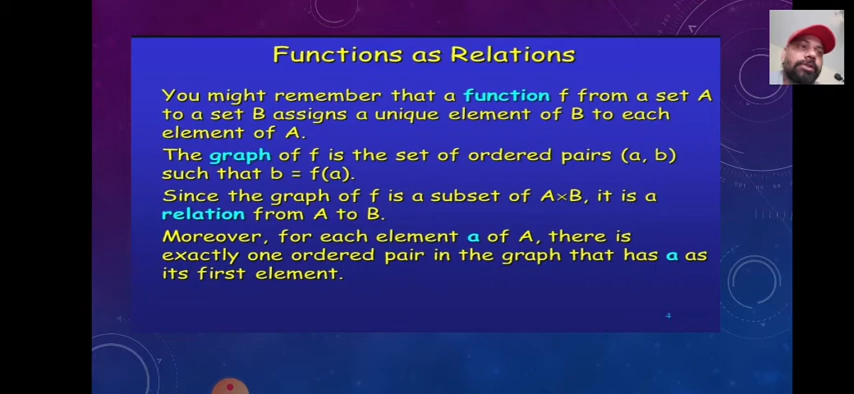 Functions as Relations
You might remember that a function f from a set A
to a set B assigns a unique element of B to each
element of A.
The graph of f is the set of ordered pairs (a, b)
such that b = f(a).
Since the graph of f is a subset of A×B, it is a
relation from A to B.
Moreover, for each element a of A, there is
exactly one ordered pair in the graph that has a as
its first element.
4